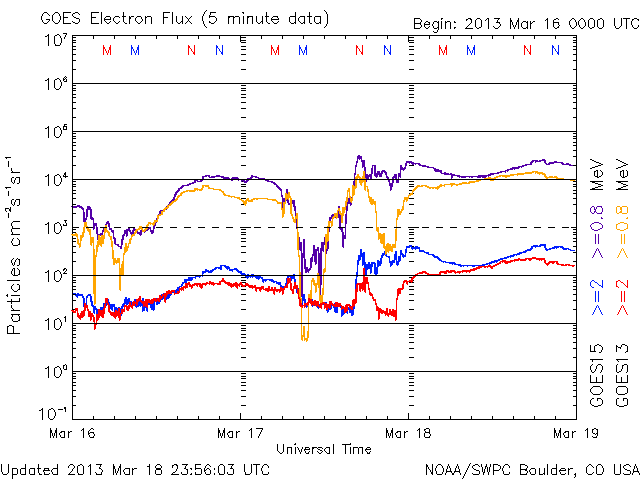 GOES Electron Flux (5 minute data)
Begin: 2013 Mar 16 0000 UTC
M M N N M M N N M M N N
10⁷
10⁶
10⁵
10⁴
10³
10²
10¹
10⁰
10⁻¹
Particles cm⁻²s⁻¹sr⁻¹
Mar 16 Mar 17 Mar 18 Mar 19
Universal Time
GOES15 >=2 >=0.8 MeV
GOES13 >=2 >=0.8 MeV
Updated 2013 Mar 18 23:56:03 UTC
NOAA/SWPC Boulder, CO USA